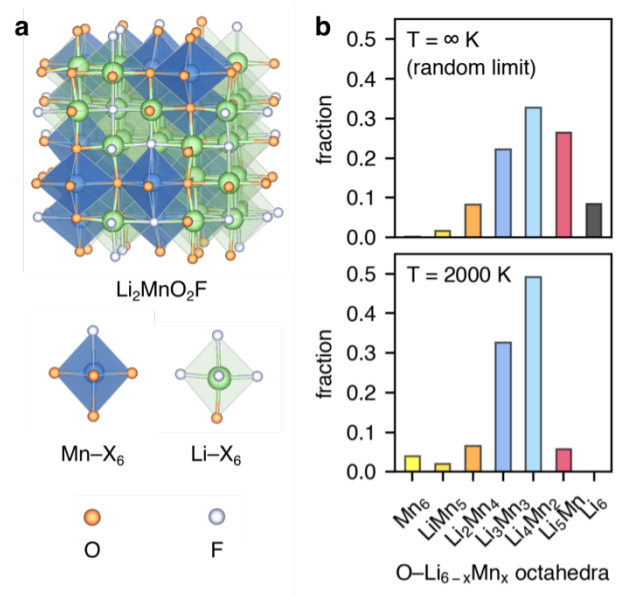 a
Li₂MnO₂F
Mn–X₆
Li–X₆
O
F
b
T = ∞ K
(random limit)
fraction
0.5
0.4
0.3
0.2
0.1
0.0
T = 2000 K
fraction
0.5
0.4
0.3
0.2
0.1
0.0
Mn₆
LiMn₅
Li₂Mn₄
Li₃Mn₃
Li₄Mn₂
Li₅Mn
Li₆
O–Li₆₋ₓMnₓ octahedra